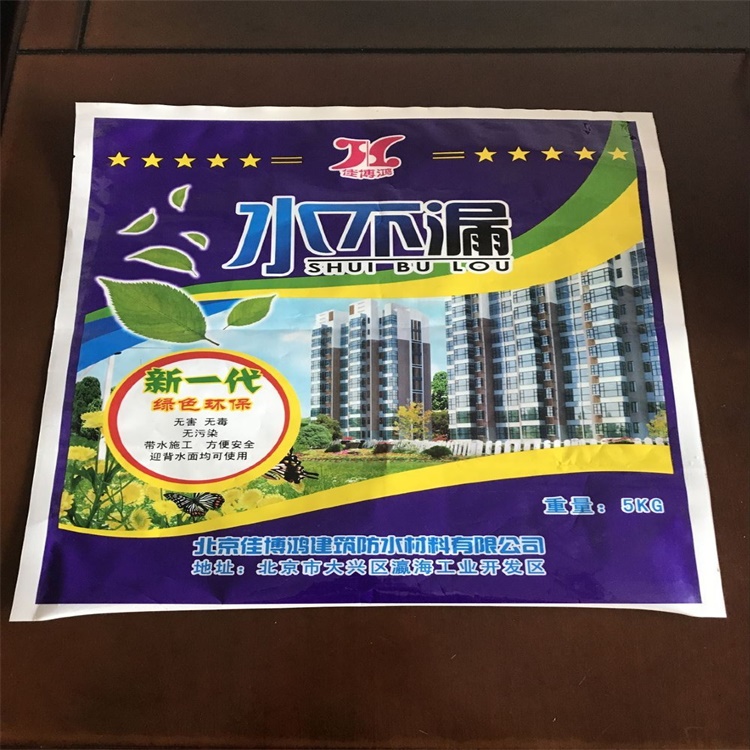 佳博鸿
水不漏
SHUI BU LOU
新一代
绿色环保
无害 无毒
无污染
带水施工 方便安全
迎背水面均可使用
重量：5KG
北京佳博鸿建筑防水材料有限公司
地址：北京市大兴区瀛海工业开发区